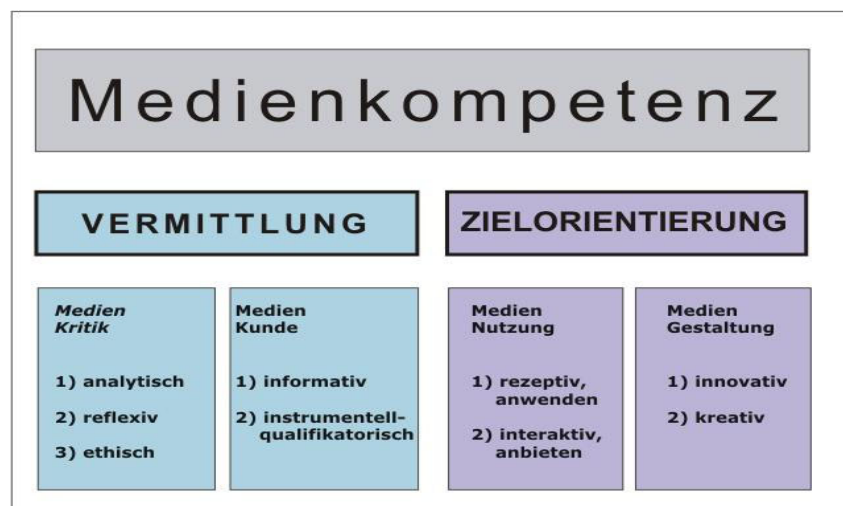 Medienkompetenz
VERMITTLUNG
ZIELORIENTIERUNG
Medien
Kritik
1) analytisch
2) reflexiv
3) ethisch
Medien
Kunde
1) informativ
2) instrumentell-
qualifikatorisch
Medien
Nutzung
1) rezeptiv,
anwenden
2) interaktiv,
anbieten
Medien
Gestaltung
1) innovativ
2) kreativ